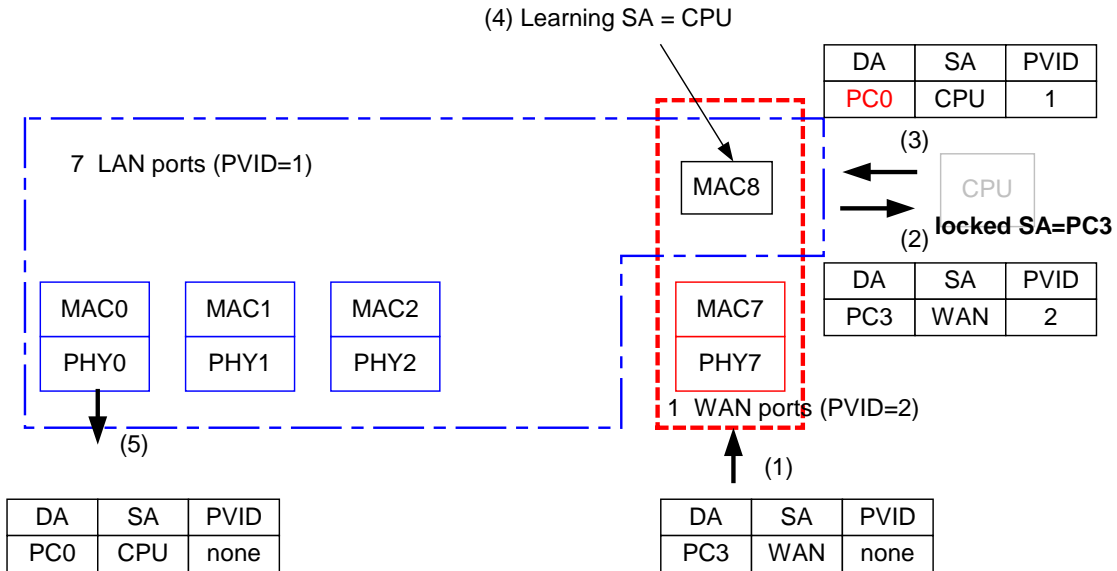 (4) Learning SA = CPU
DA SA PVID
PC0 CPU 1
(3)
7 LAN ports (PVID=1)
MAC8
CPU
locked SA=PC3
(2)
DA SA PVID
PC3 WAN 2
MAC0 MAC1 MAC2 MAC7
PHY0 PHY1 PHY2 PHY7
1 WAN ports (PVID=2)
(5)
(1)
DA SA PVID
PC0 CPU none
DA SA PVID
PC3 WAN none